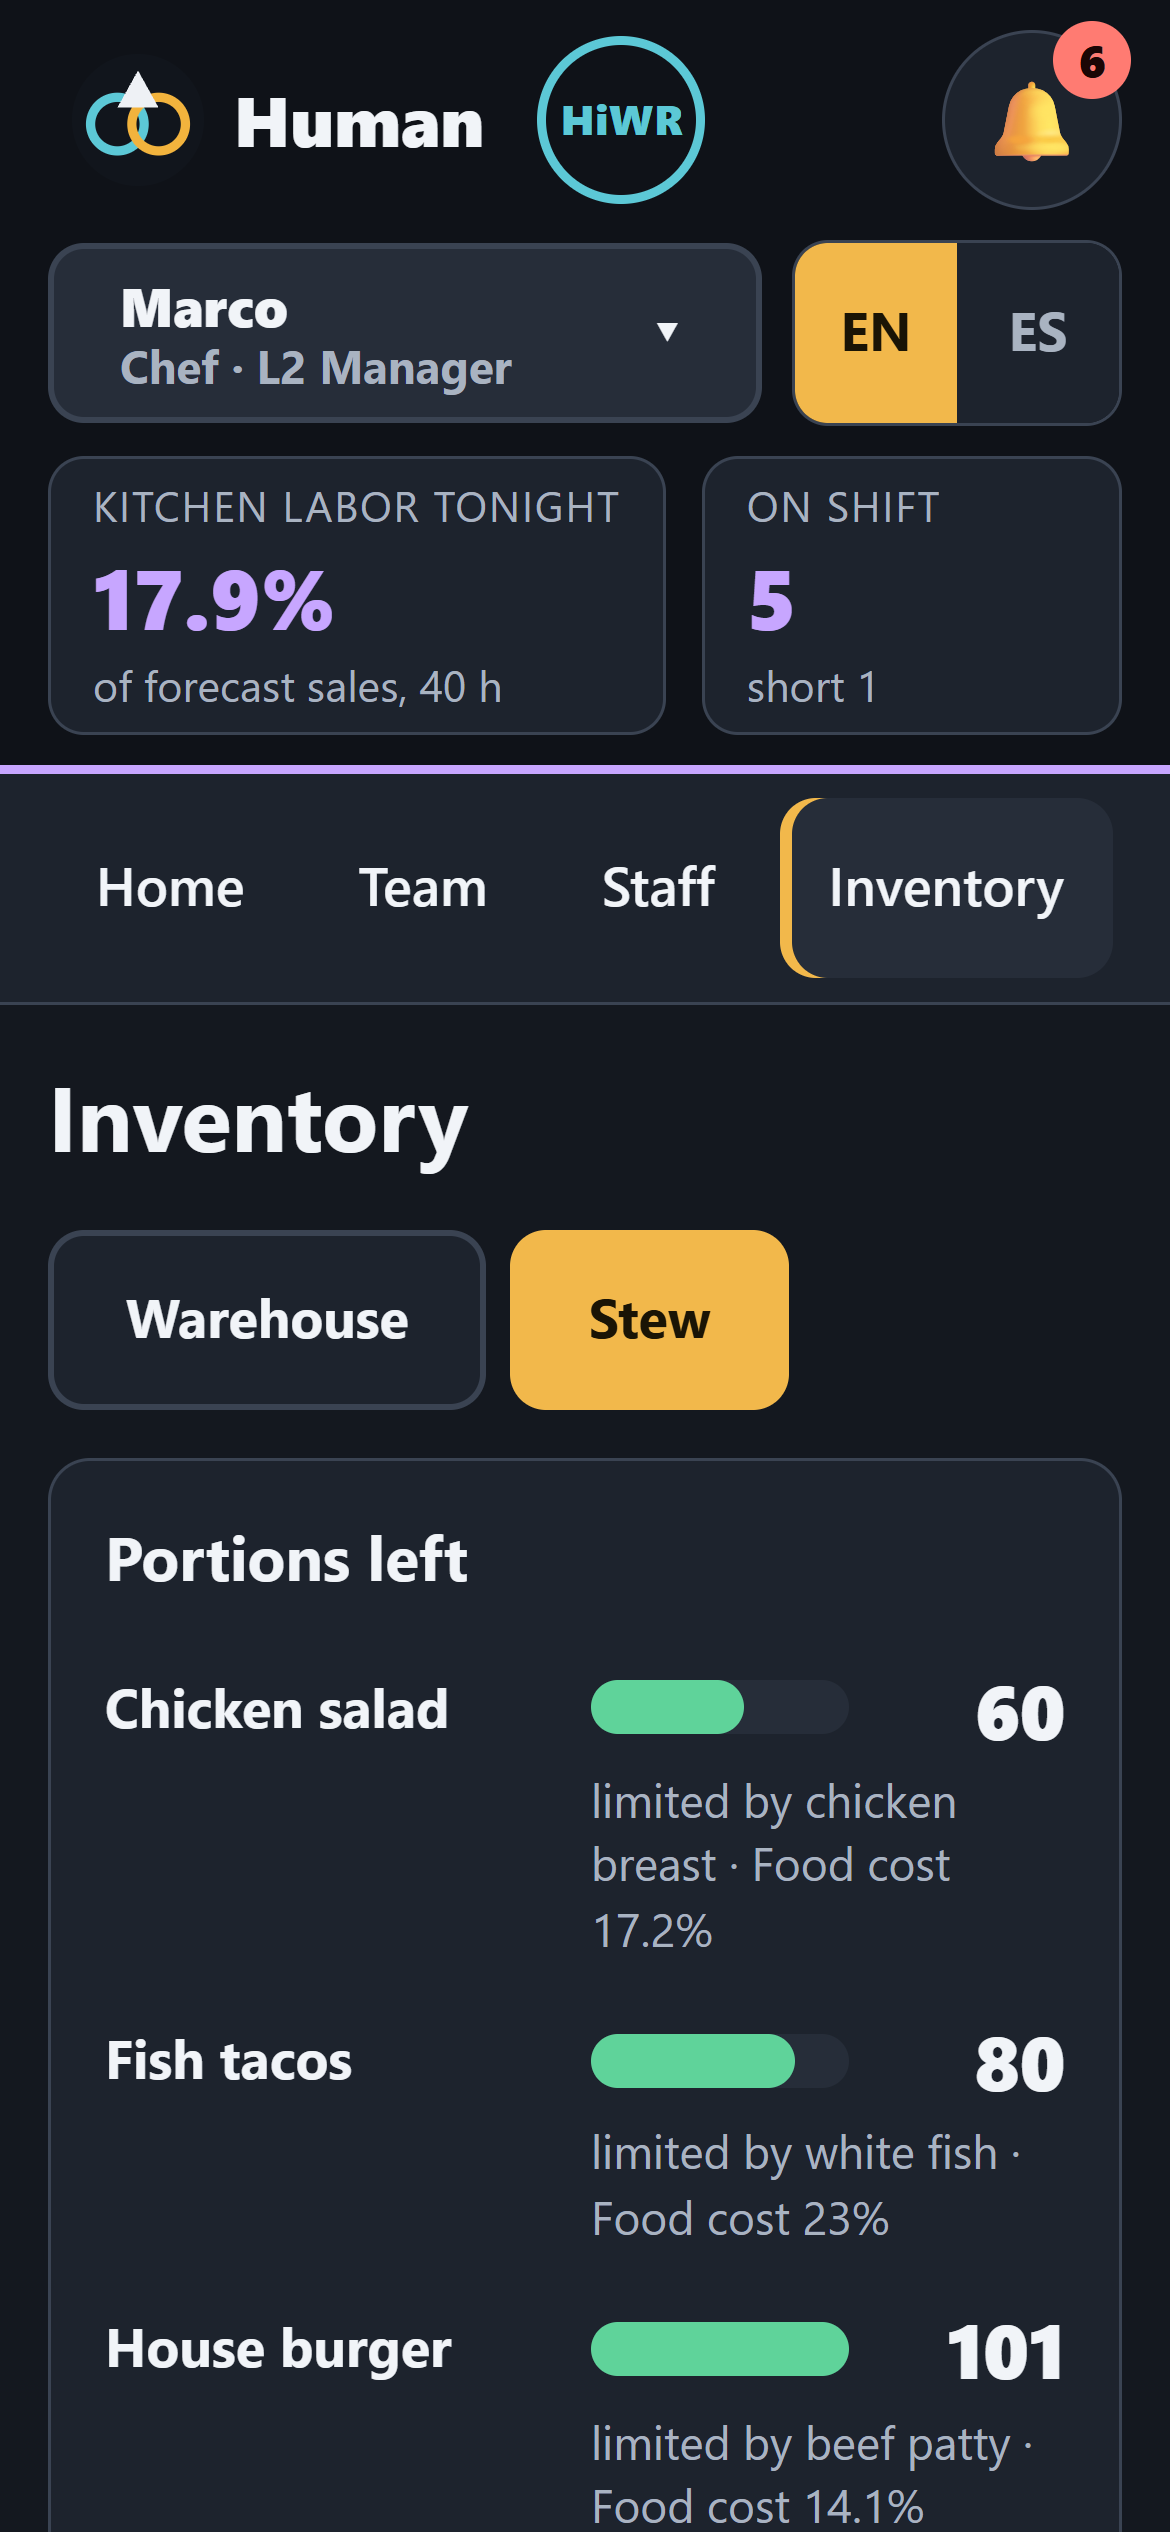 Human
HiWR
6
Marco
Chef · L2 Manager
EN
ES
KITCHEN LABOR TONIGHT
17.9%
of forecast sales, 40 h
ON SHIFT
5
short 1
Home
Team
Staff
Inventory
Inventory
Warehouse
Stew
Portions left
Chicken salad
60
limited by chicken
breast · Food cost
17.2%
Fish tacos
80
limited by white fish ·
Food cost 23%
House burger
101
limited by beef patty ·
Food cost 14.1%